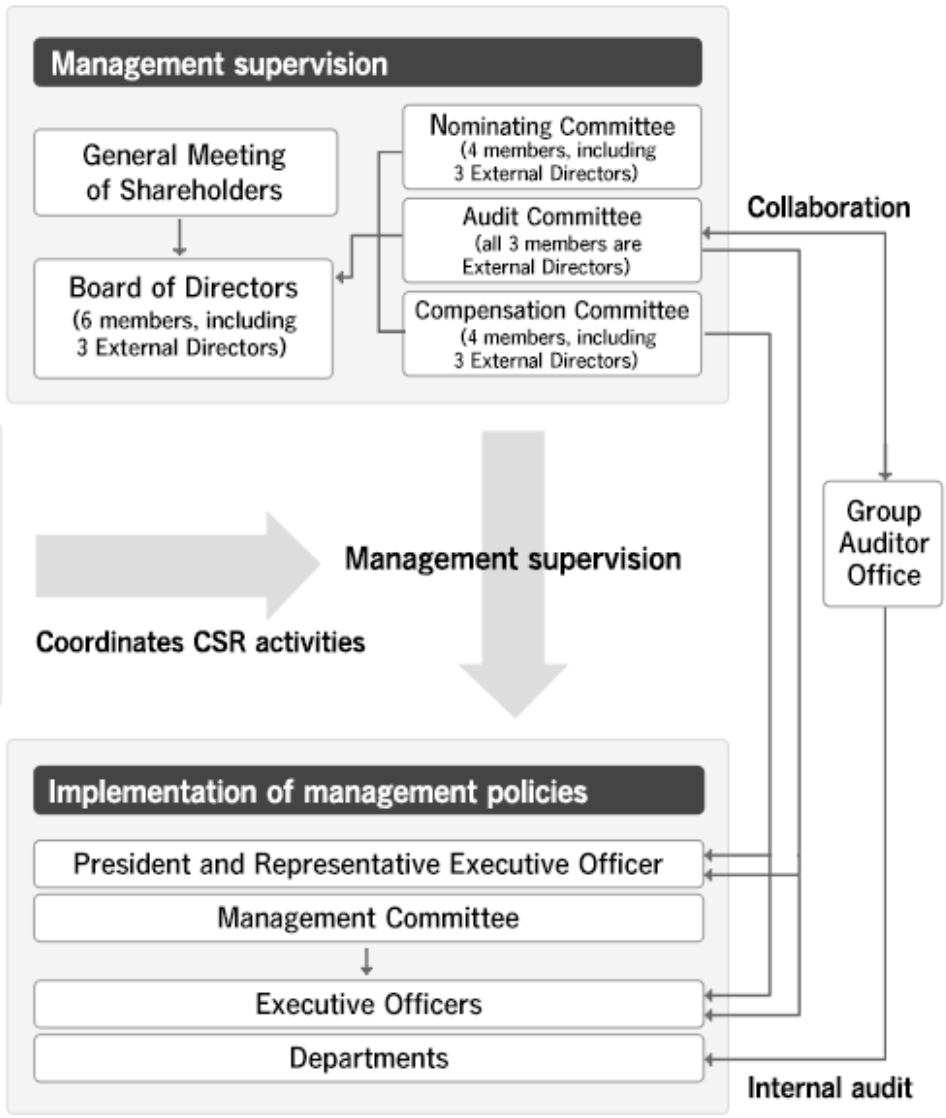 Management supervision
General Meeting
of Shareholders
Board of Directors
(6 members, including
3 External Directors)
Nominating Committee
(4 members, including
3 External Directors)
Audit Committee
(all 3 members are
External Directors)
Compensation Committee
(4 members, including
3 External Directors)
Collaboration
Group
Auditor
Office
Management supervision
Coordinates CSR activities
Implementation of management policies
President and Representative Executive Officer
Management Committee
Executive Officers
Departments
Internal audit